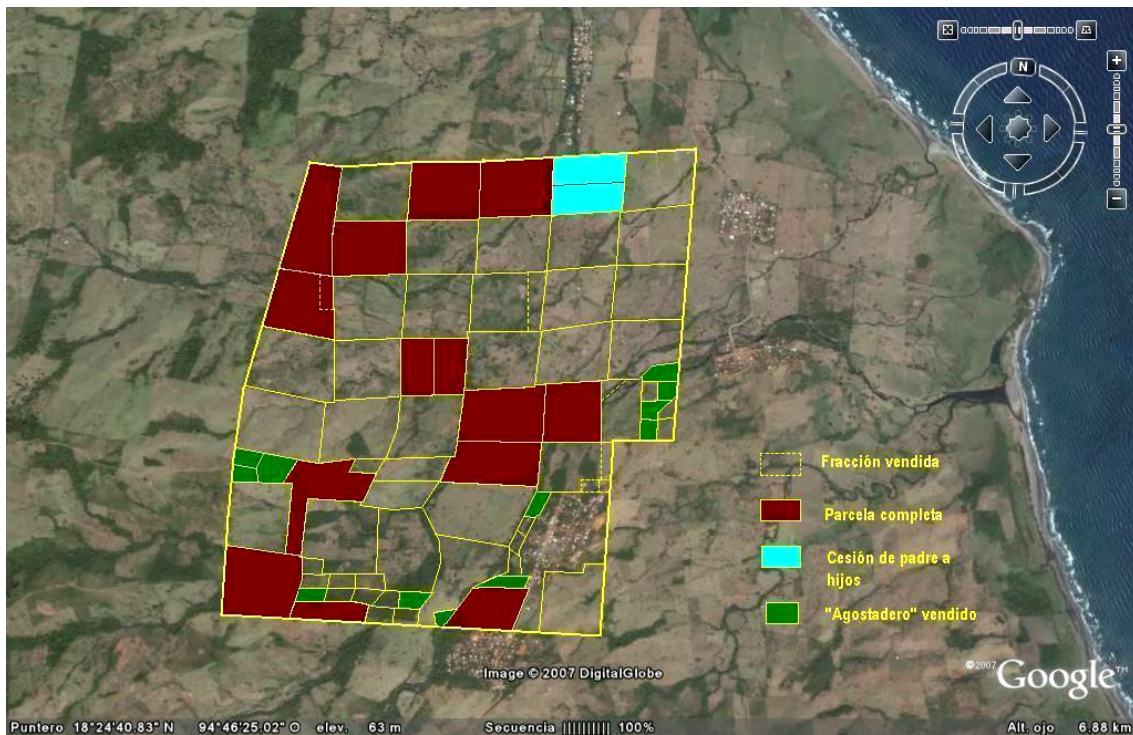 N
Fracción vendida
Parcela completa
Cesión de padre a
hijos
"Agostadero" vendido
Image © 2007 DigitalGlobe
©2007 Google™
Puntero 18°24'40.83" N 94°46'25.02" O elev. 63 m Secuencia |||||||||| 100% Alt. ojo 6.88 km